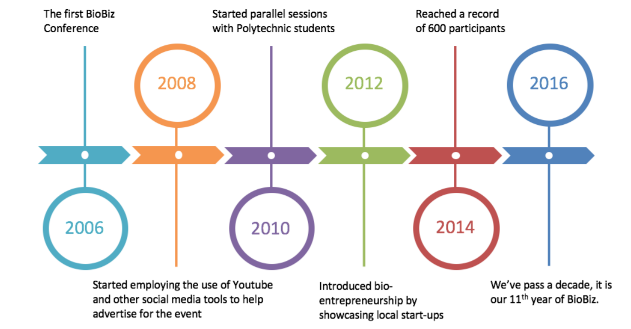 The first BioBiz
Conference
Started parallel sessions
with Polytechnic students
Reached a record
of 600 participants
2008
2012
2016
2006
2010
2014
Started employing the use of Youtube
and other social media tools to help
advertise for the event
Introduced bio-
entrepreneurship by
showcasing local start-ups
We've pass a decade, it is
our 11th year of BioBiz.